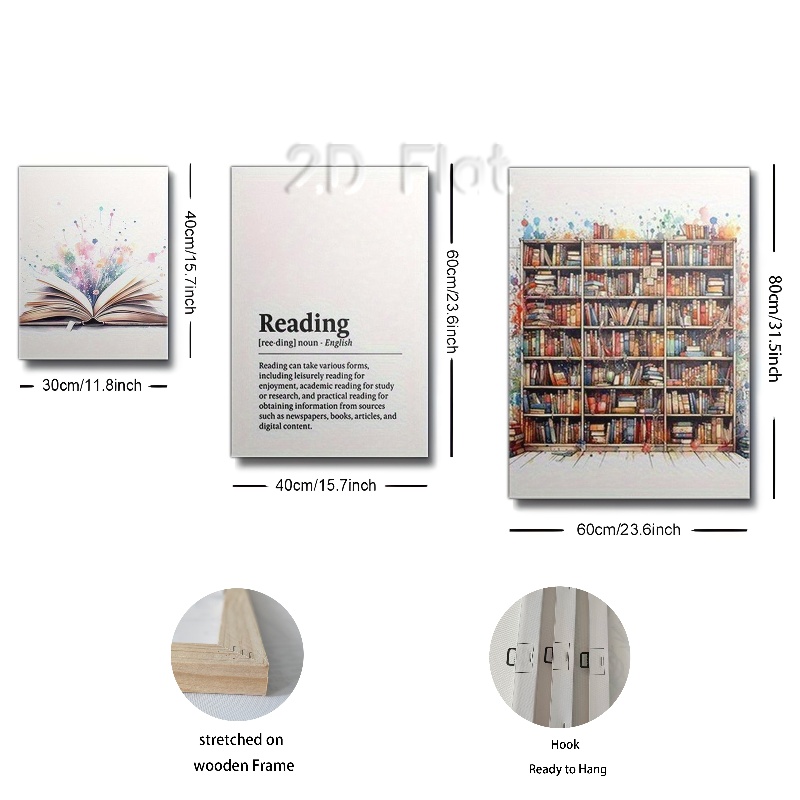 2D Flat
40cm/15.7inch
30cm/11.8inch
Reading
[ree-ding] noun - English
Reading can take various forms,
including leisurely reading for
enjoyment, academic reading for study
or research, and practical reading for
obtaining information from sources
such as newspapers, books, articles, and
digital content.
60cm/23.6inch
40cm/15.7inch
80cm/31.5inch
60cm/23.6inch
stretched on
wooden Frame
Hook
Ready to Hang